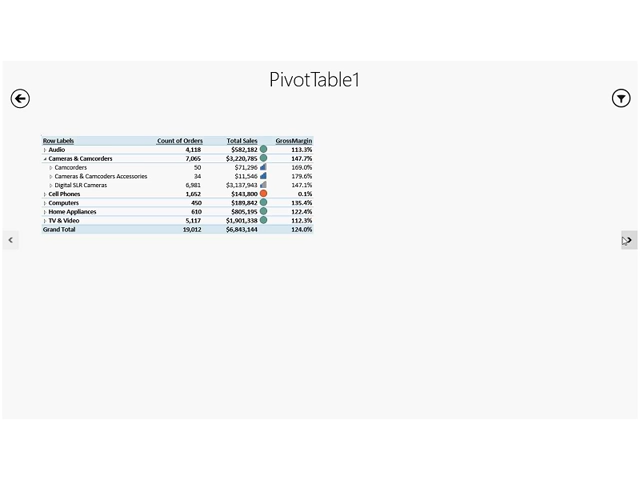 PivotTable1
Row Labels Count of Orders Total Sales GrossMargin
Audio 4,118 $582,182 113.3%
Cameras & Camcorders 7,065 $3,220,785 147.7%
Camcorders 50 $71,296 169.0%
Cameras & Camcoders Accessories 34 $11,546 179.6%
Digital SLR Cameras 6,981 $3,137,943 147.1%
Cell Phones 1,652 $143,800 0.1%
Computers 450 $189,842 135.4%
Home Appliances 610 $805,195 122.4%
TV & Video 5,117 $1,901,338 112.3%
Grand Total 19,012 $6,843,144 124.0%